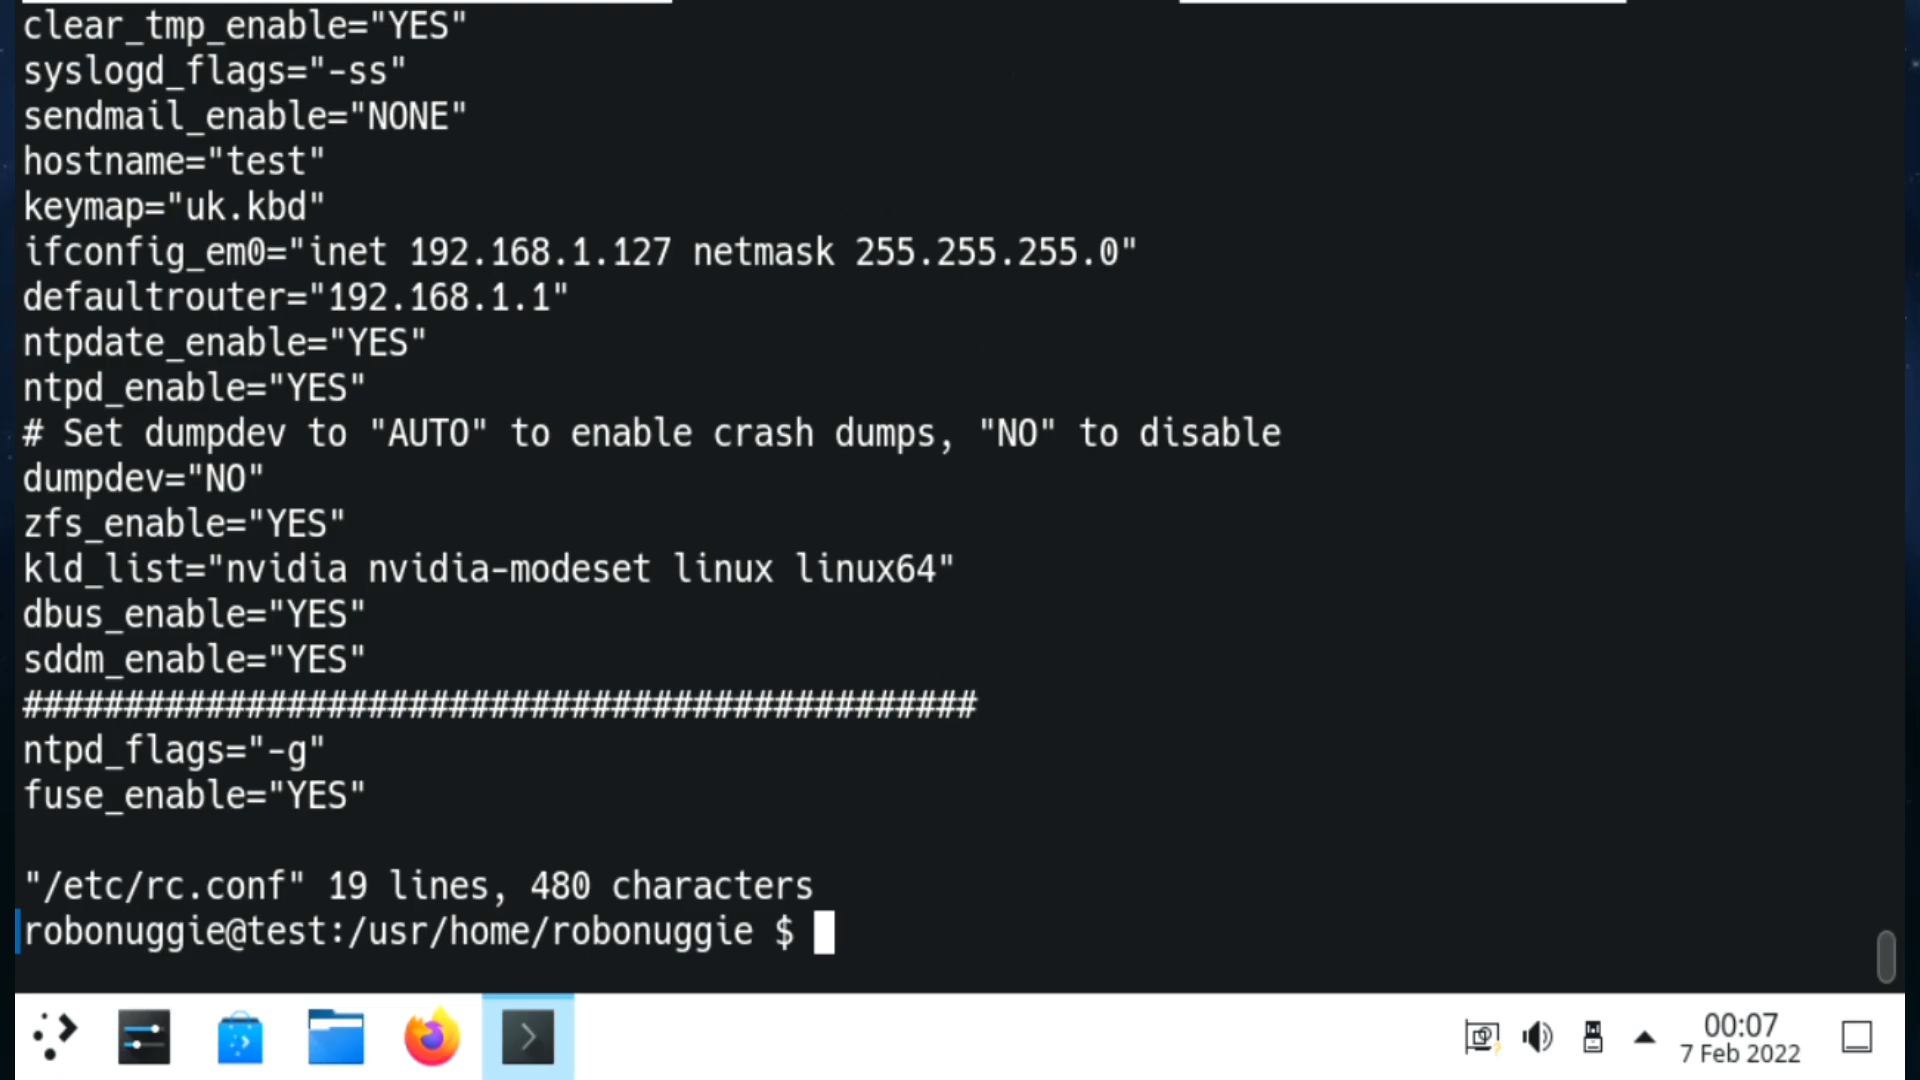 clear_tmp_enable="YES"
syslogd_flags="-ss"
sendmail_enable="NONE"
hostname="test"
keymap="uk.kbd"
ifconfig_em0="inet 192.168.1.127 netmask 255.255.255.0"
defaultrouter="192.168.1.1"
ntpdate_enable="YES"
ntpd_enable="YES"
# Set dumpdev to "AUTO" to enable crash dumps, "NO" to disable
dumpdev="NO"
zfs_enable="YES"
kld_list="nvidia nvidia-modeset linux linux64"
dbus_enable="YES"
sddm_enable="YES"
###############################################
ntpd_flags="-g"
fuse_enable="YES"
"/etc/rc.conf" 19 lines, 480 characters
robonuggie@test:/usr/home/robonuggie $
00:07
7 Feb 2022